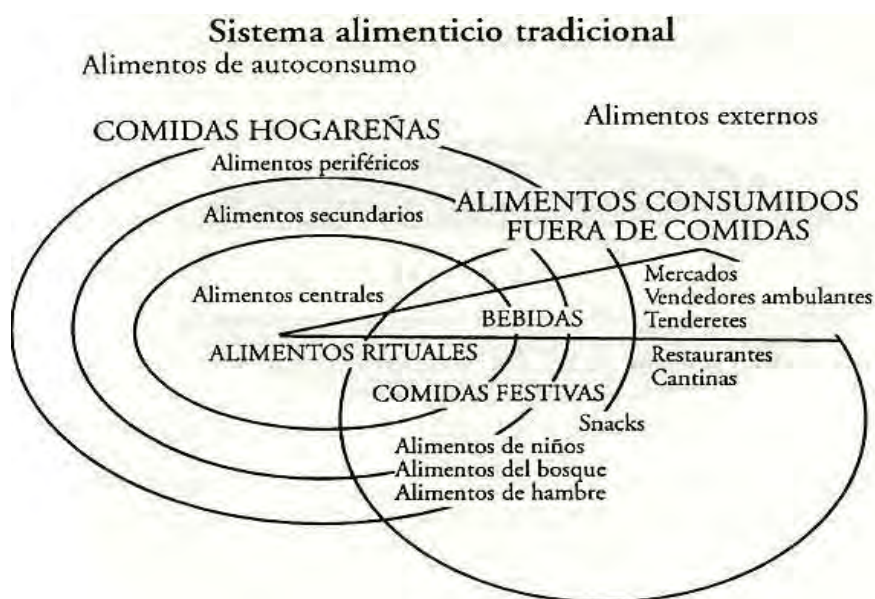 Sistema alimenticio tradicional
Alimentos de autoconsumo
Alimentos externos
COMIDAS HOGAREÑAS
Alimentos periféricos
ALIMENTOS CONSUMIDOS
FUERA DE COMIDAS
Alimentos secundarios
Mercados
Vendedores ambulantes
Tenderetes
Alimentos centrales
BEBIDAS
ALIMENTOS RITUALES
Restaurantes
Cantinas
COMIDAS FESTIVAS
Snacks
Alimentos de niños
Alimentos del bosque
Alimentos de hambre